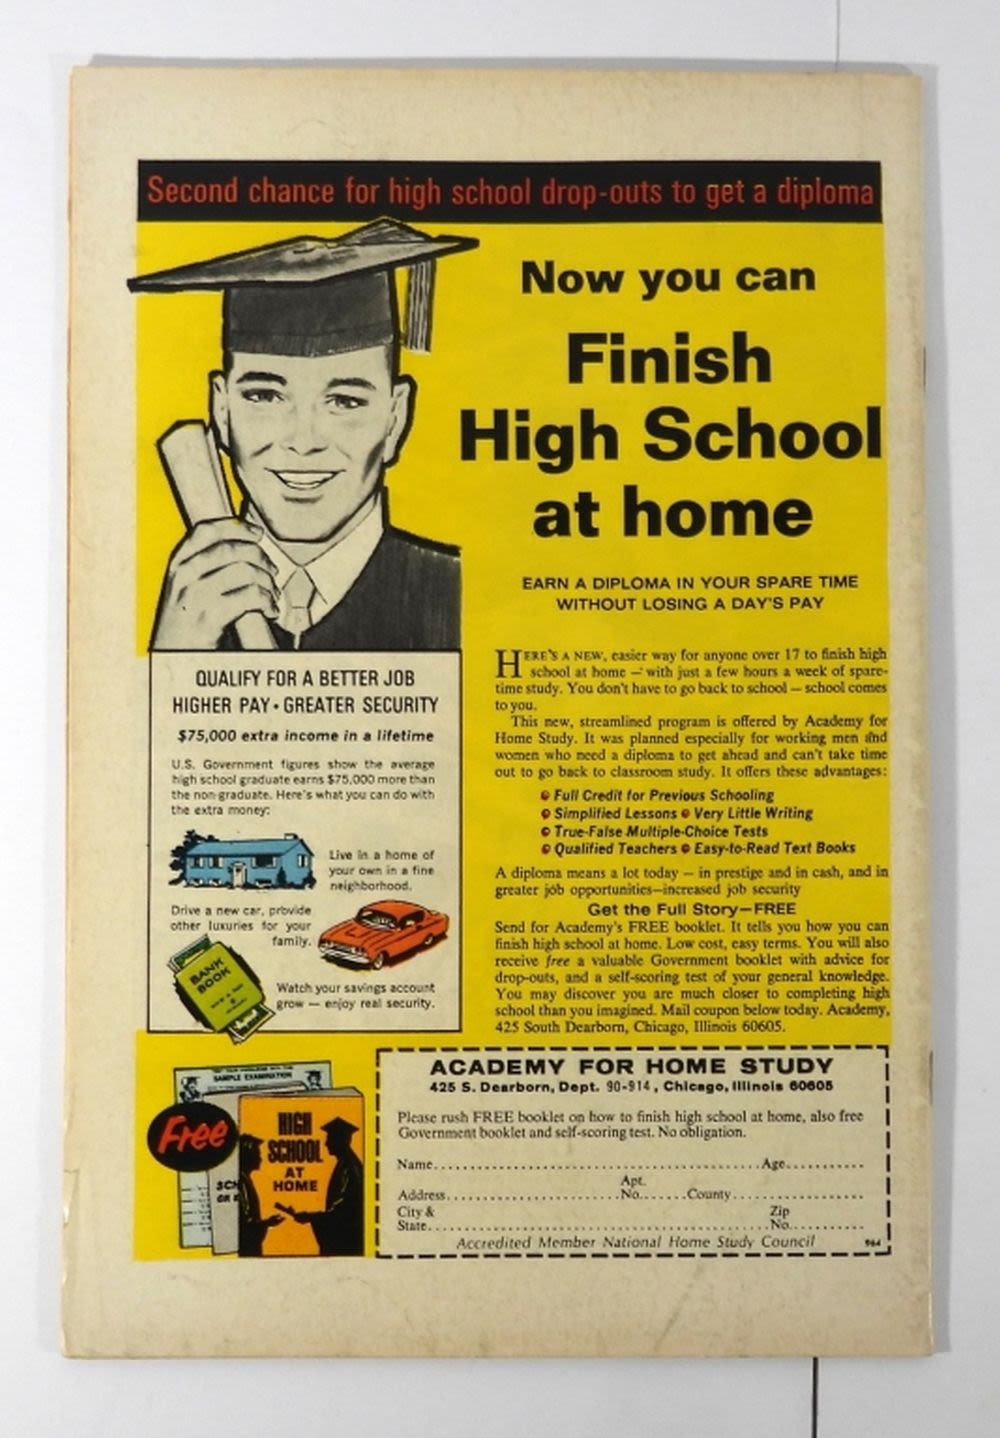 Second chance for high school drop-outs to get a diploma
Now you can
Finish
High School
at home
EARN A DIPLOMA IN YOUR SPARE TIME
WITHOUT LOSING A DAY'S PAY
HERE'S A NEW, easier way for anyone over 17 to finish high
school at home — with just a few hours a week of spare-
time study. You don't have to go back to school — school comes
to you.
This new, streamlined program is offered by Academy for
Home Study. It was planned especially for working men and
women who need a diploma to get ahead and can't take time
out to go back to classroom study. It offers these advantages:
• Full Credit for Previous Schooling
• Simplified Lessons • Very Little Writing
• True-False Multiple-Choice Tests
• Qualified Teachers • Easy-to-Read Text Books
A diploma means a lot today — in prestige and in cash, and in
greater job opportunities—increased job security
Get the Full Story—FREE
Send for Academy's FREE booklet. It tells you how you can
finish high school at home. Low cost, easy terms. You will also
receive free a valuable Government booklet with advice for
drop-outs, and a self-scoring test of your general knowledge.
You may discover you are much closer to completing high
school than you imagined. Mail coupon below today. Academy,
425 South Dearborn, Chicago, Illinois 60605.
QUALIFY FOR A BETTER JOB
HIGHER PAY • GREATER SECURITY
$75,000 extra income in a lifetime
U.S. Government figures show the average
high school graduate earns $75,000 more than
the non-graduate. Here's what you can do with
the extra money:
Live in a home of
your own in a fine
neighborhood.
Drive a new car, provide
other luxuries for your
family.
BANK
BOOK
Watch your savings account
grow — enjoy real security.
SAMPLE EXAMINATION
Free
HIGH
SCHOOL
AT
HOME
ACADEMY FOR HOME STUDY
425 S. Dearborn, Dept. 90-914, Chicago, Illinois 60605
Please rush FREE booklet on how to finish high school at home, also free
Government booklet and self-scoring test. No obligation.
Name..........Age..........
Apt.
Address..........No.......County..........
City & Zip
State..........No..........
Accredited Member National Home Study Council 964